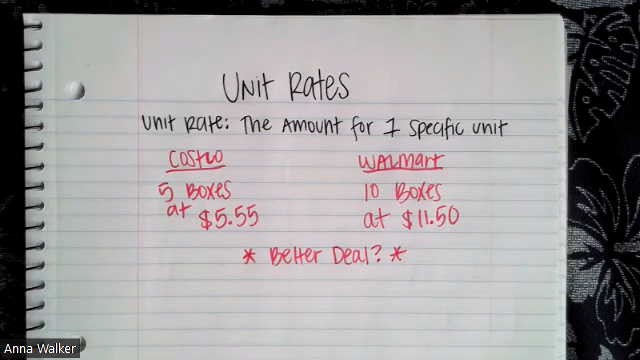 Unit Rates
Unit Rate: The Amount for 1 Specific unit
Costco
5 Boxes
at $5.55
Walmart
10 Boxes
at $11.50
* Better Deal? *
Anna Walker